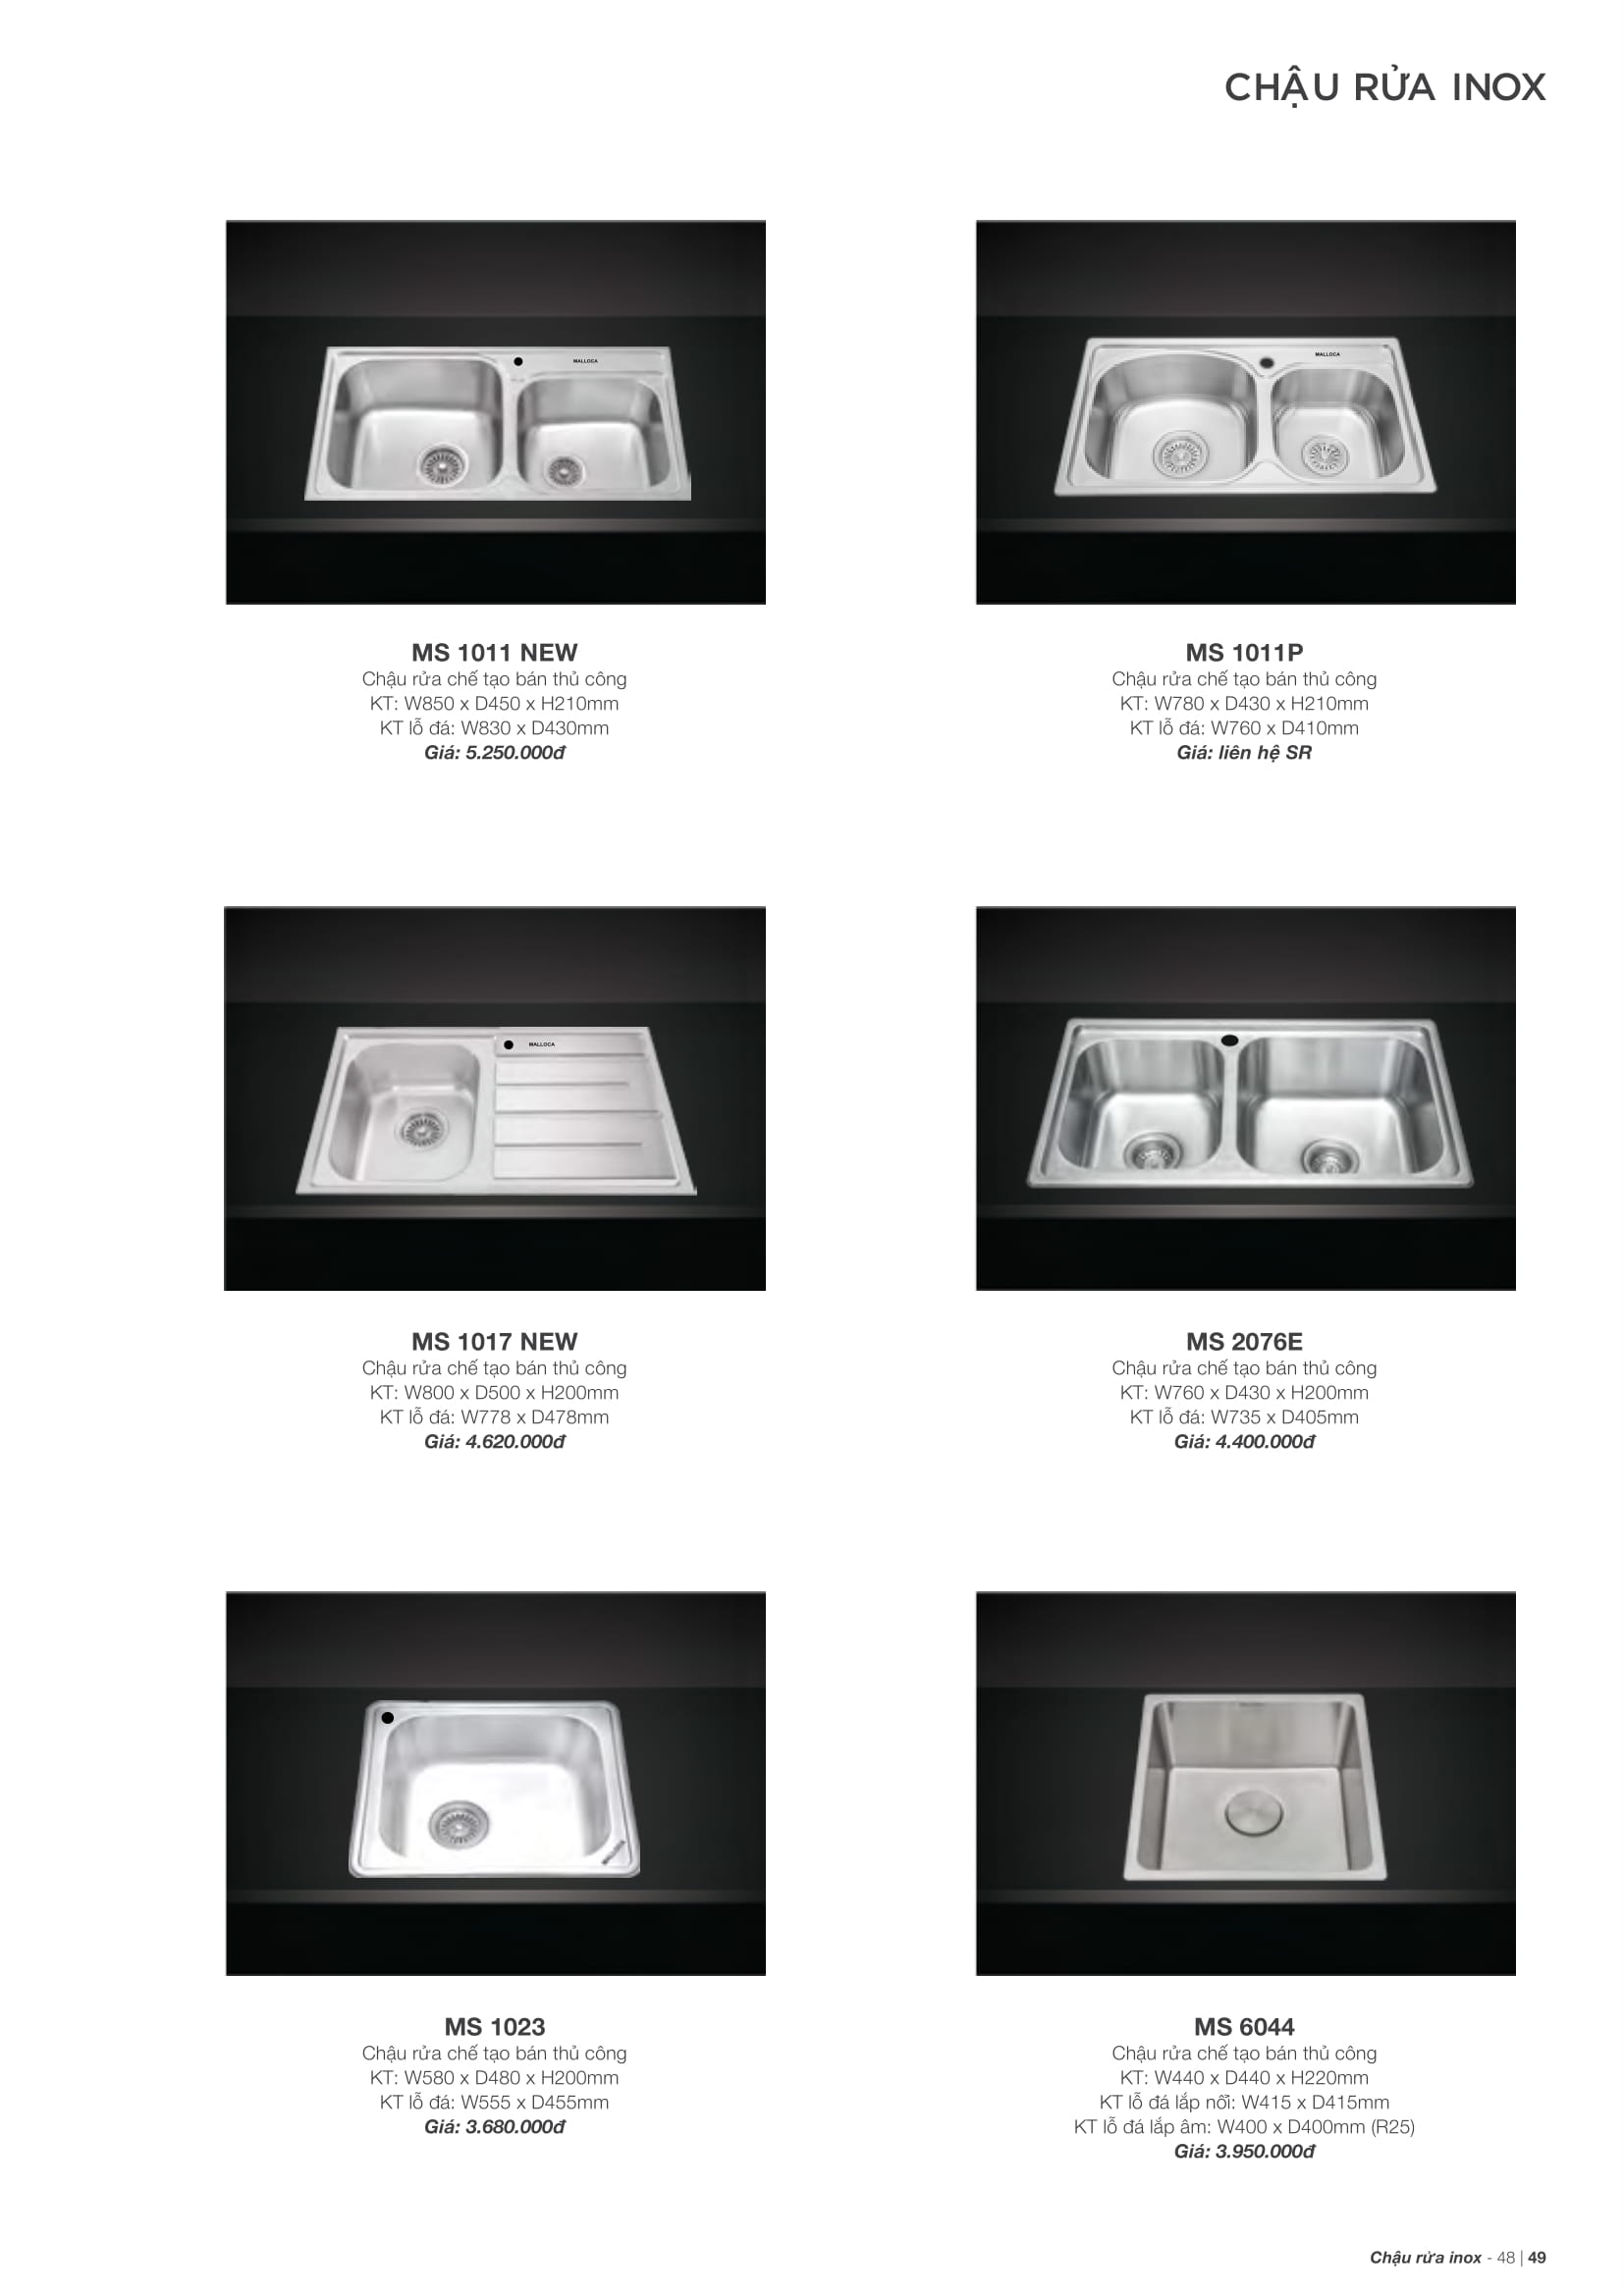 CHẬU RỬA INOX
MALLOCA
MALLOCA
MS 1011 NEW
Chậu rửa chế tạo bán thủ công
KT: W850 x D450 x H210mm
KT lỗ đá: W830 x D430mm
Giá: 5.250.000đ
MS 1011P
Chậu rửa chế tạo bán thủ công
KT: W780 x D430 x H210mm
KT lỗ đá: W760 x D410mm
Giá: liên hệ SR
MALLOCA
MS 1017 NEW
Chậu rửa chế tạo bán thủ công
KT: W800 x D500 x H200mm
KT lỗ đá: W778 x D478mm
Giá: 4.620.000đ
MS 2076E
Chậu rửa chế tạo bán thủ công
KT: W760 x D430 x H200mm
KT lỗ đá: W735 x D405mm
Giá: 4.400.000đ
MALLOCA
MS 1023
Chậu rửa chế tạo bán thủ công
KT: W580 x D480 x H200mm
KT lỗ đá: W555 x D455mm
Giá: 3.680.000đ
MS 6044
Chậu rửa chế tạo bán thủ công
KT: W440 x D440 x H220mm
KT lỗ đá lắp nổi: W415 x D415mm
KT lỗ đá lắp âm: W400 x D400mm (R25)
Giá: 3.950.000đ
Chậu rửa inox - 48 | 49